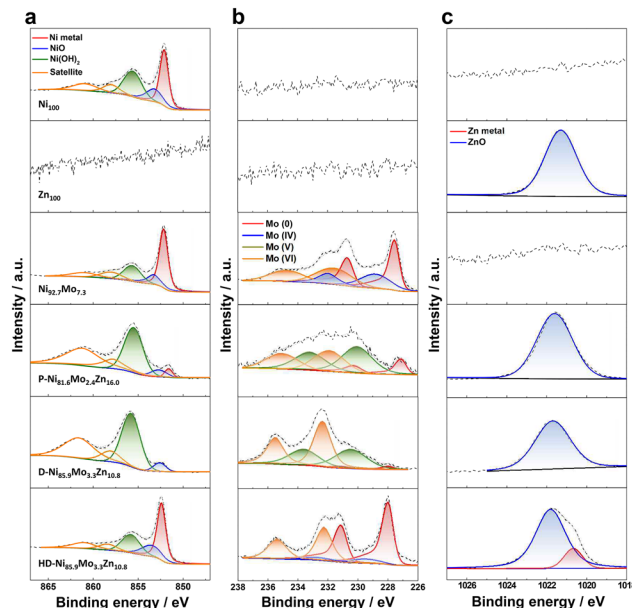 a
b
c
Ni metal
NiO
Ni(OH)₂
Satellite
Ni₁₀₀
Zn₁₀₀
Zn metal
ZnO
Mo (0)
Mo (IV)
Mo (V)
Mo (VI)
Ni₉₂.₇Mo₇.₃
P-Ni₈₁.₆Mo₂.₄Zn₁₆.₀
D-Ni₈₅.₉Mo₃.₃Zn₁₀.₈
HD-Ni₈₅.₉Mo₃.₃Zn₁₀.₈
Intensity / a.u.
Intensity / a.u.
Intensity / a.u.
865 860 855 850
238 236 234 232 230 228 226
1026 1024 1022 1020 1018
Binding energy / eV
Binding energy / eV
Binding energy / eV